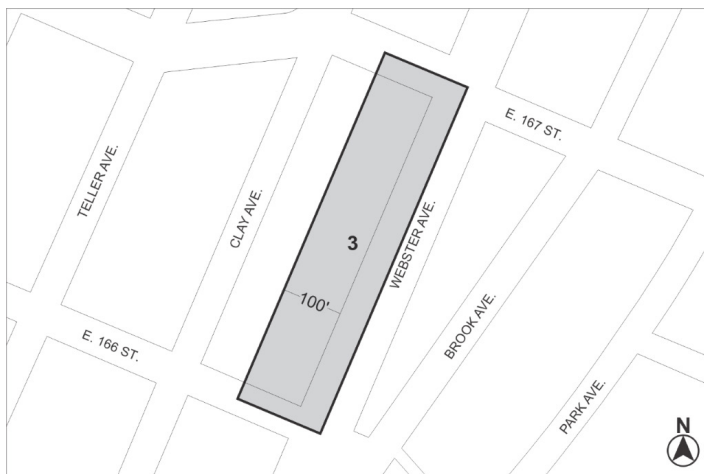 E. 167 ST.
TELLER AVE.
CLAY AVE.
3
WEBSTER AVE.
100'
BROOK AVE.
E. 166 ST.
PARK AVE.
N